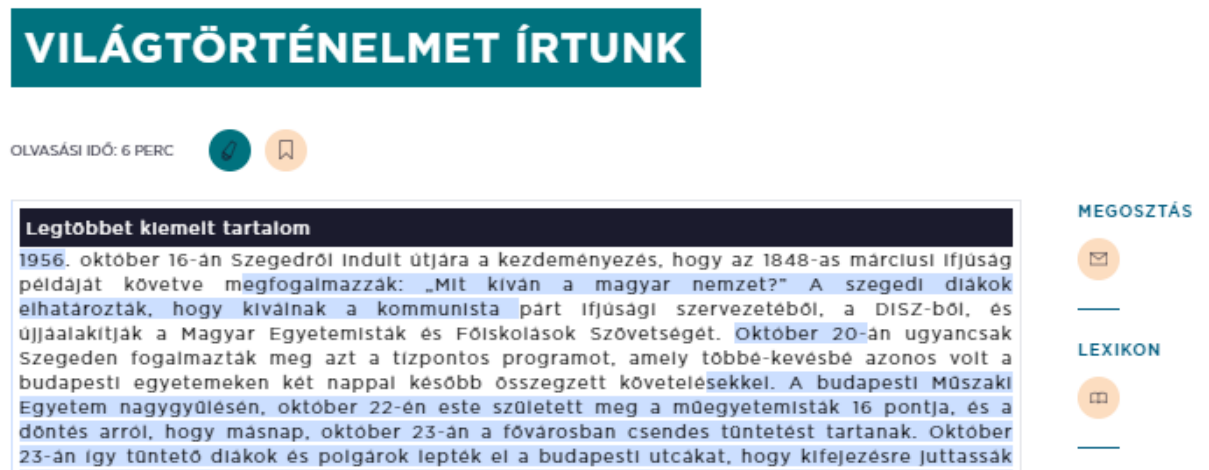 VILÁGTÖRTÉNELMET ÍRTUNK
OLVASÁSI IDŐ: 6 PERC
MEGOSZTÁS
LEXIKON
Legtöbbet kiemelt tartalom
1956. október 16-án Szegedről indult útjára a kezdeményezés, hogy az 1848-as márciusi ifjúság
példáját követve megfogalmazzák: „Mit kíván a magyar nemzet?” A szegedi diákok
elhatározták, hogy kiválnak a kommunista párt ifjúsági szervezetéből, a DISZ-ből, és
újjáalakítják a Magyar Egyetemisták és Főiskolások Szövetségét. Október 20-án ugyancsak
Szegeden fogalmazták meg azt a tízpontos programot, amely többé-kevésbé azonos volt a
budapesti egyetemeken két nappal később összegzett követelésekkel. A budapesti Műszaki
Egyetem nagygyűlésén, október 22-én este született meg a műegyetemisták 16 pontja, és a
döntés arról, hogy másnap, október 23-án a fővárosban csendes tüntetést tartanak. Október
23-án így tüntető diákok és polgárok lepték el a budapesti utcákat, hogy kifejezésre juttassák